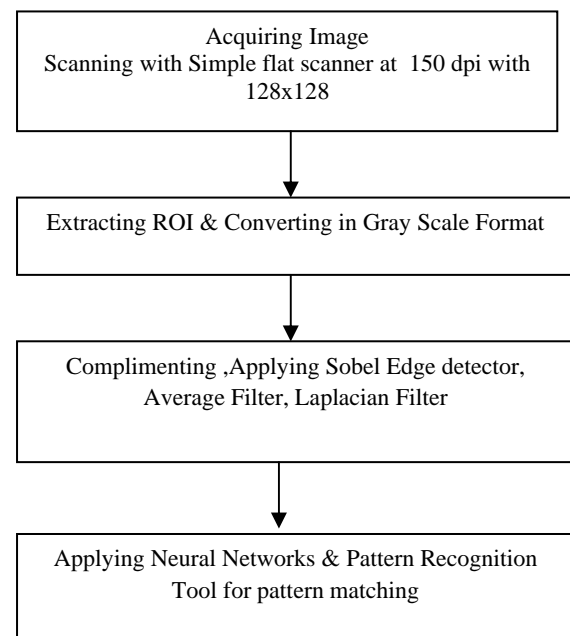 Acquiring Image
Scanning with Simple flat scanner at 150 dpi with
128x128
Extracting ROI & Converting in Gray Scale Format
Complimenting ,Applying Sobel Edge detector,
Average Filter, Laplacian Filter
Applying Neural Networks & Pattern Recognition
Tool for pattern matching